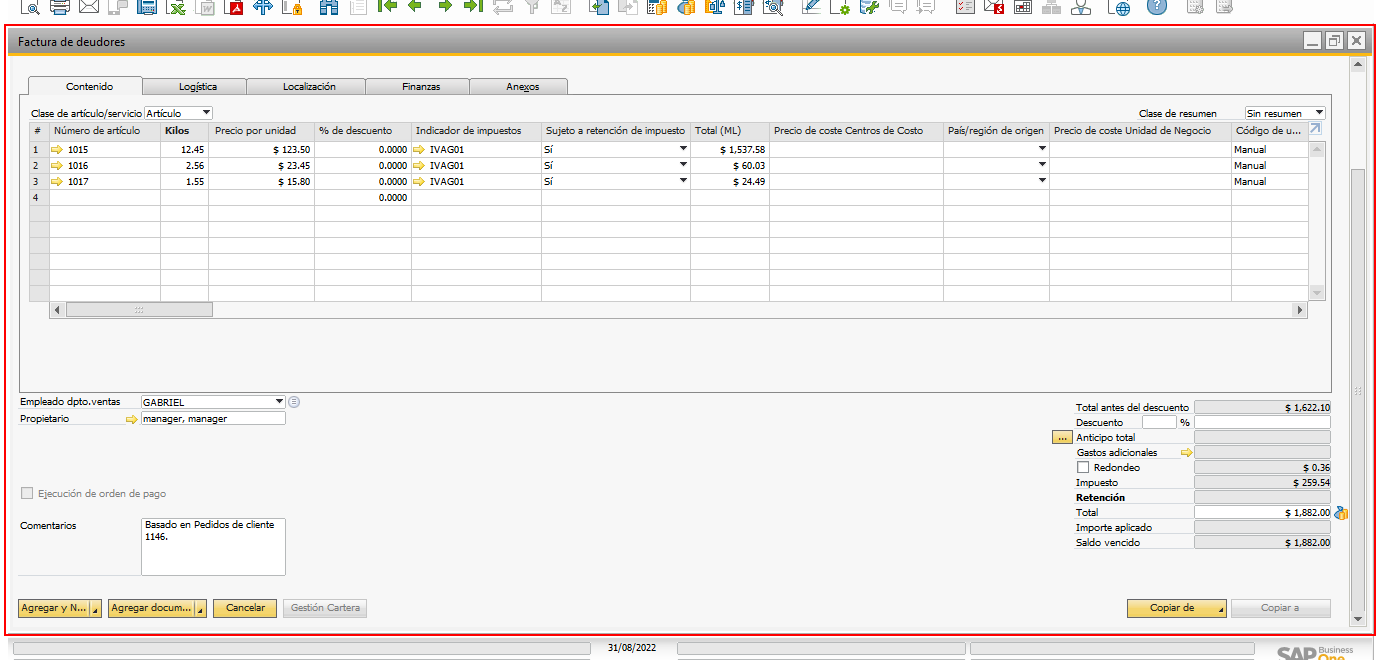 Factura de deudores
Contenido Logística Localización Finanzas Anexos
Clase de artículo/servicio Artículo Clase de resumen Sin resumen
# Número de artículo Kilos Precio por unidad % de descuento Indicador de impuestos Sujeto a retención de impuesto Total (ML) Precio de coste Centros de Costo País/región de origen Precio de coste Unidad de Negocio Código de u...
1 1015 12.45 $ 123.50 0.0000 IVAG01 Sí $ 1,537.58 Manual
2 1016 2.56 $ 23.45 0.0000 IVAG01 Sí $ 60.03 Manual
3 1017 1.55 $ 15.80 0.0000 IVAG01 Sí $ 24.49 Manual
4 0.0000
Empleado dpto.ventas GABRIEL
Propietario manager, manager
Total antes del descuento $ 1,622.10
Descuento %
... Anticipo total
Gastos adicionales
Redondeo $ 0.36
Impuesto $ 259.54
Retención
Total $ 1,882.00
Importe aplicado
Saldo vencido $ 1,882.00
Ejecución de orden de pago
Comentarios Basado en Pedidos de cliente
1146.
Agregar y N... Agregar docum... Cancelar Gestión Cartera Copiar de Copiar a
31/08/2022
SAP Business
One